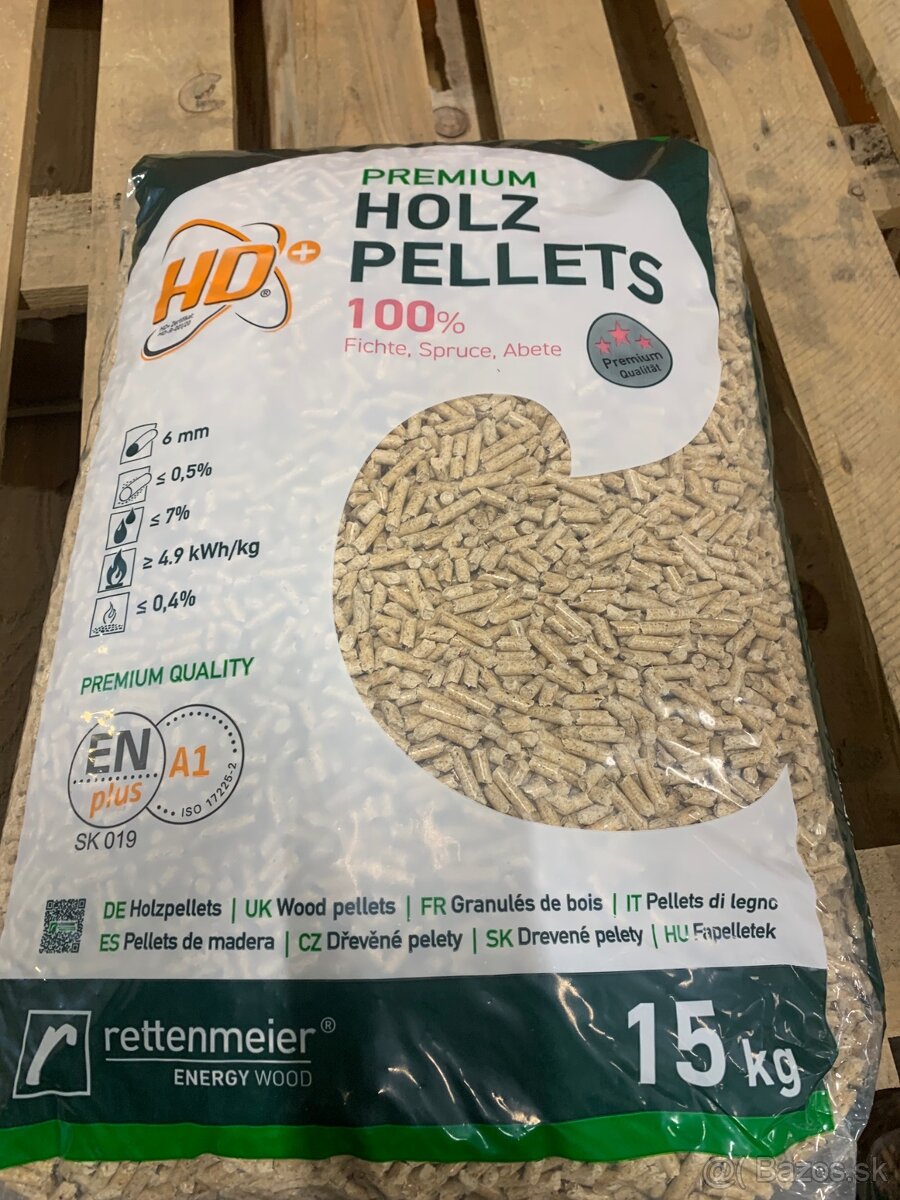 PREMIUM
HOLZ
PELLETS
100%
Fichte, Spruce, Abete
HD+
®
HD+ Zertifikat:
Premium
Qualität
6 mm
≤ 0,5%
≤ 7%
≥ 4.9 kWh/kg
≤ 0,4%
PREMIUM QUALITY
EN
plus
A1
ISO 17225-2
SK 019
DE Holzpellets | UK Wood pellets | FR Granulés de bois | IT Pellets di legno
ES Pellets de madera | CZ Dřevěné pelety | SK Drevené pelety | HU Fapelletek
r rettenmeier®
ENERGY WOOD
15 kg
Bazos.sk